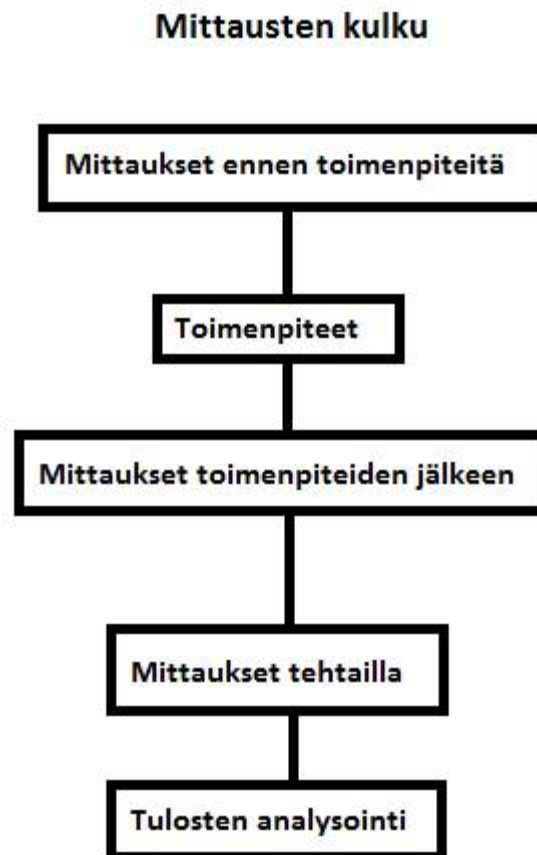 Mittausten kulku
Mittaukset ennen toimenpiteitä
Toimenpiteet
Mittaukset toimenpiteiden jälkeen
Mittaukset tehtailla
Tulosten analysointi